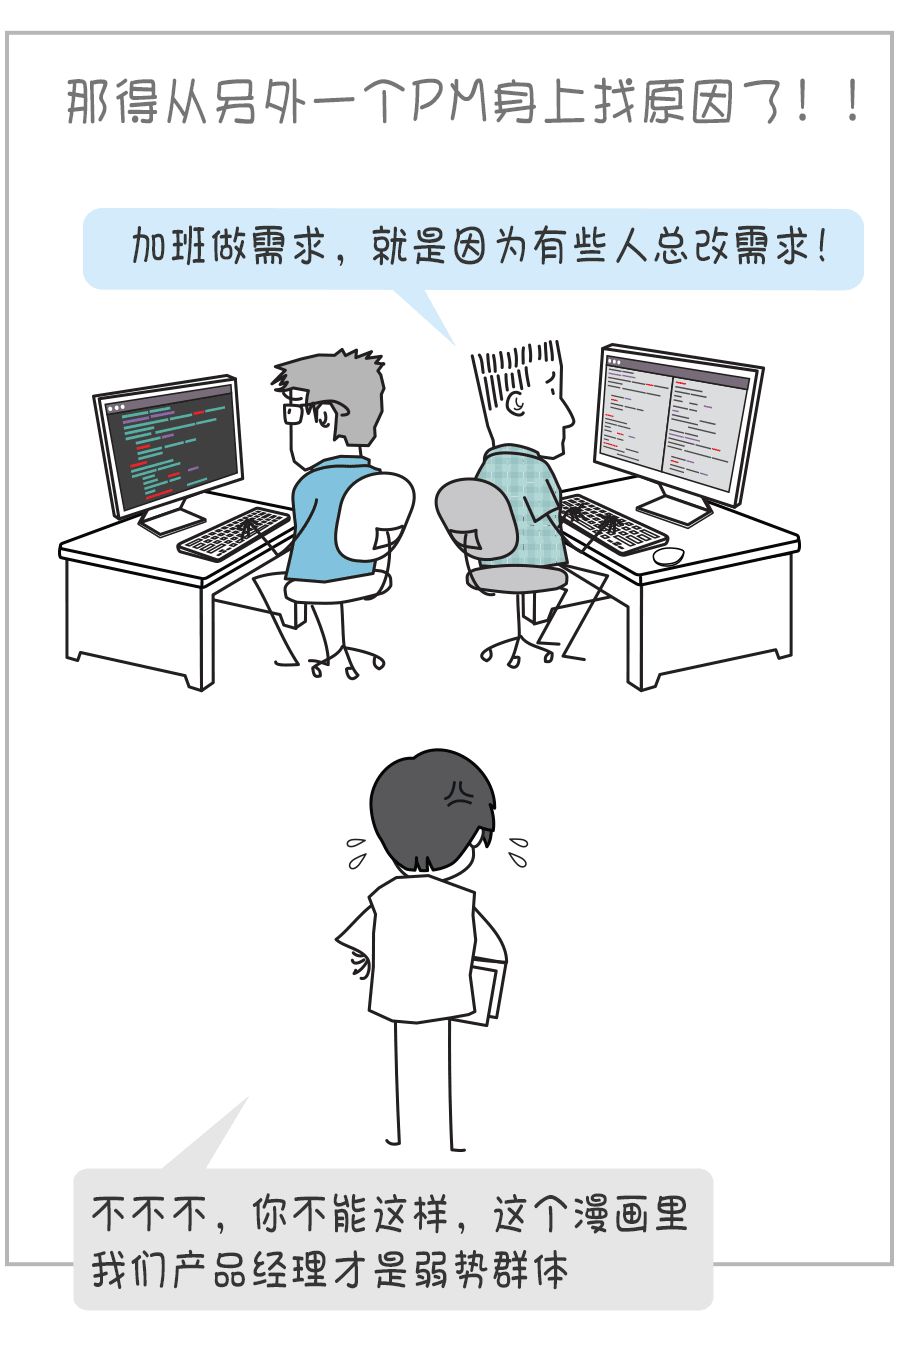 那得从另外一个PM身上找原因了！！
加班做需求，就是因为有些人总改需求！
不不不，你不能这样，这个漫画里
我们产品经理才是弱势群体